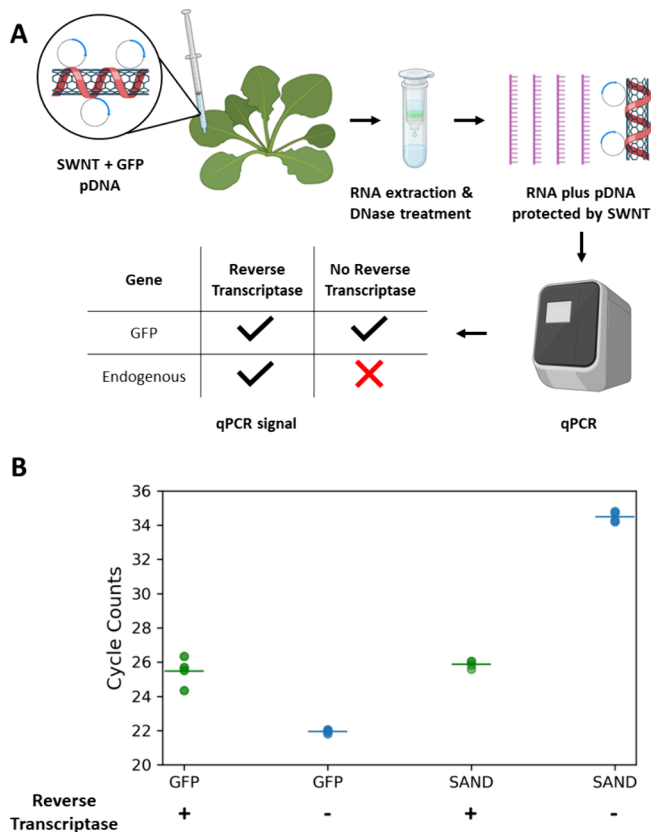 A
SWNT + GFP
pDNA
RNA extraction &
DNase treatment
RNA plus pDNA
protected by SWNT
Gene
Reverse
Transcriptase
No Reverse
Transcriptase
GFP
Endogenous
qPCR signal
qPCR
B
Cycle Counts
36
34
32
30
28
26
24
22
20
GFP
GFP
SAND
SAND
Reverse
Transcriptase
+
-
+
-